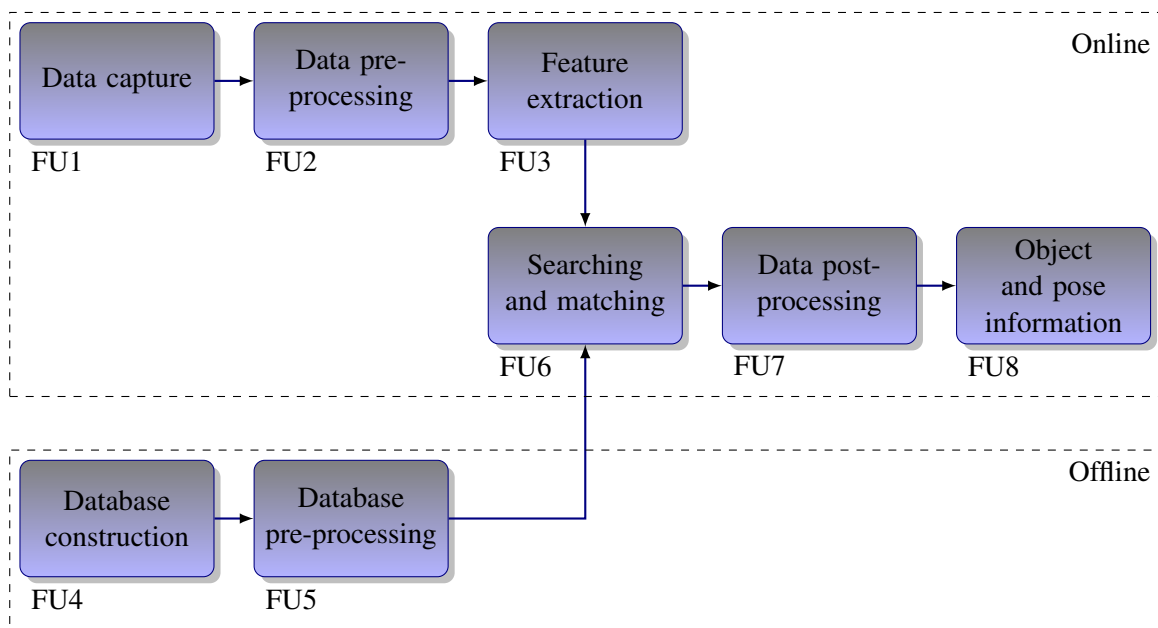 Online
Data capture
FU1
Data pre-
processing
FU2
Feature
extraction
FU3
Searching
and matching
FU6
Data post-
processing
FU7
Object
and pose
information
FU8
Offline
Database
construction
FU4
Database
pre-processing
FU5